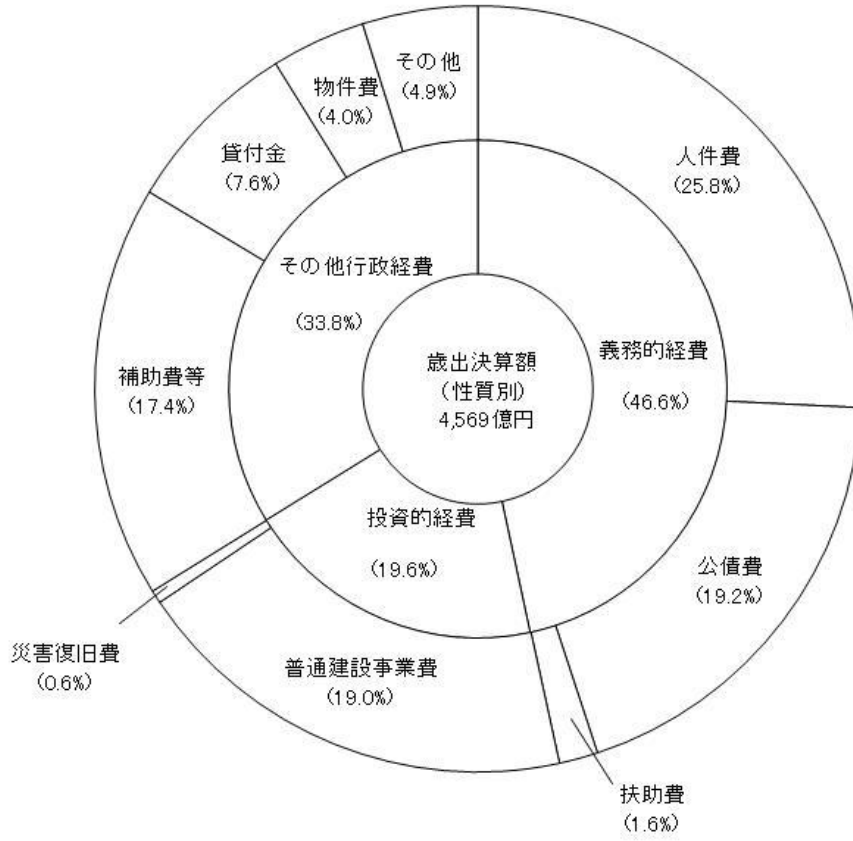 その他
(4.9%)
物件費
(4.0%)
貸付金
(7.6%)
人件費
(25.8%)
その他行政経費
(33.8%)
義務的経費
(46.6%)
歳出決算額
(性質別)
4,569億円
補助費等
(17.4%)
投資的経費
(19.6%)
公債費
(19.2%)
災害復旧費
(0.6%)
普通建設事業費
(19.0%)
扶助費
(1.6%)